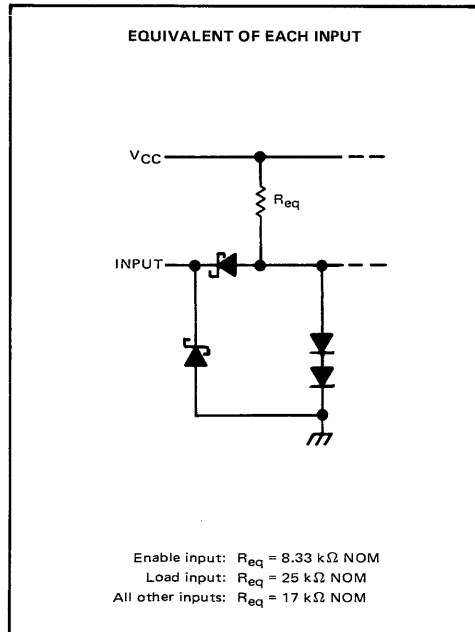 EQUIVALENT OF EACH INPUT
VCC
Req
INPUT
Enable input: Req = 8.33 kΩ NOM
Load input: Req = 25 kΩ NOM
All other inputs: Req = 17 kΩ NOM